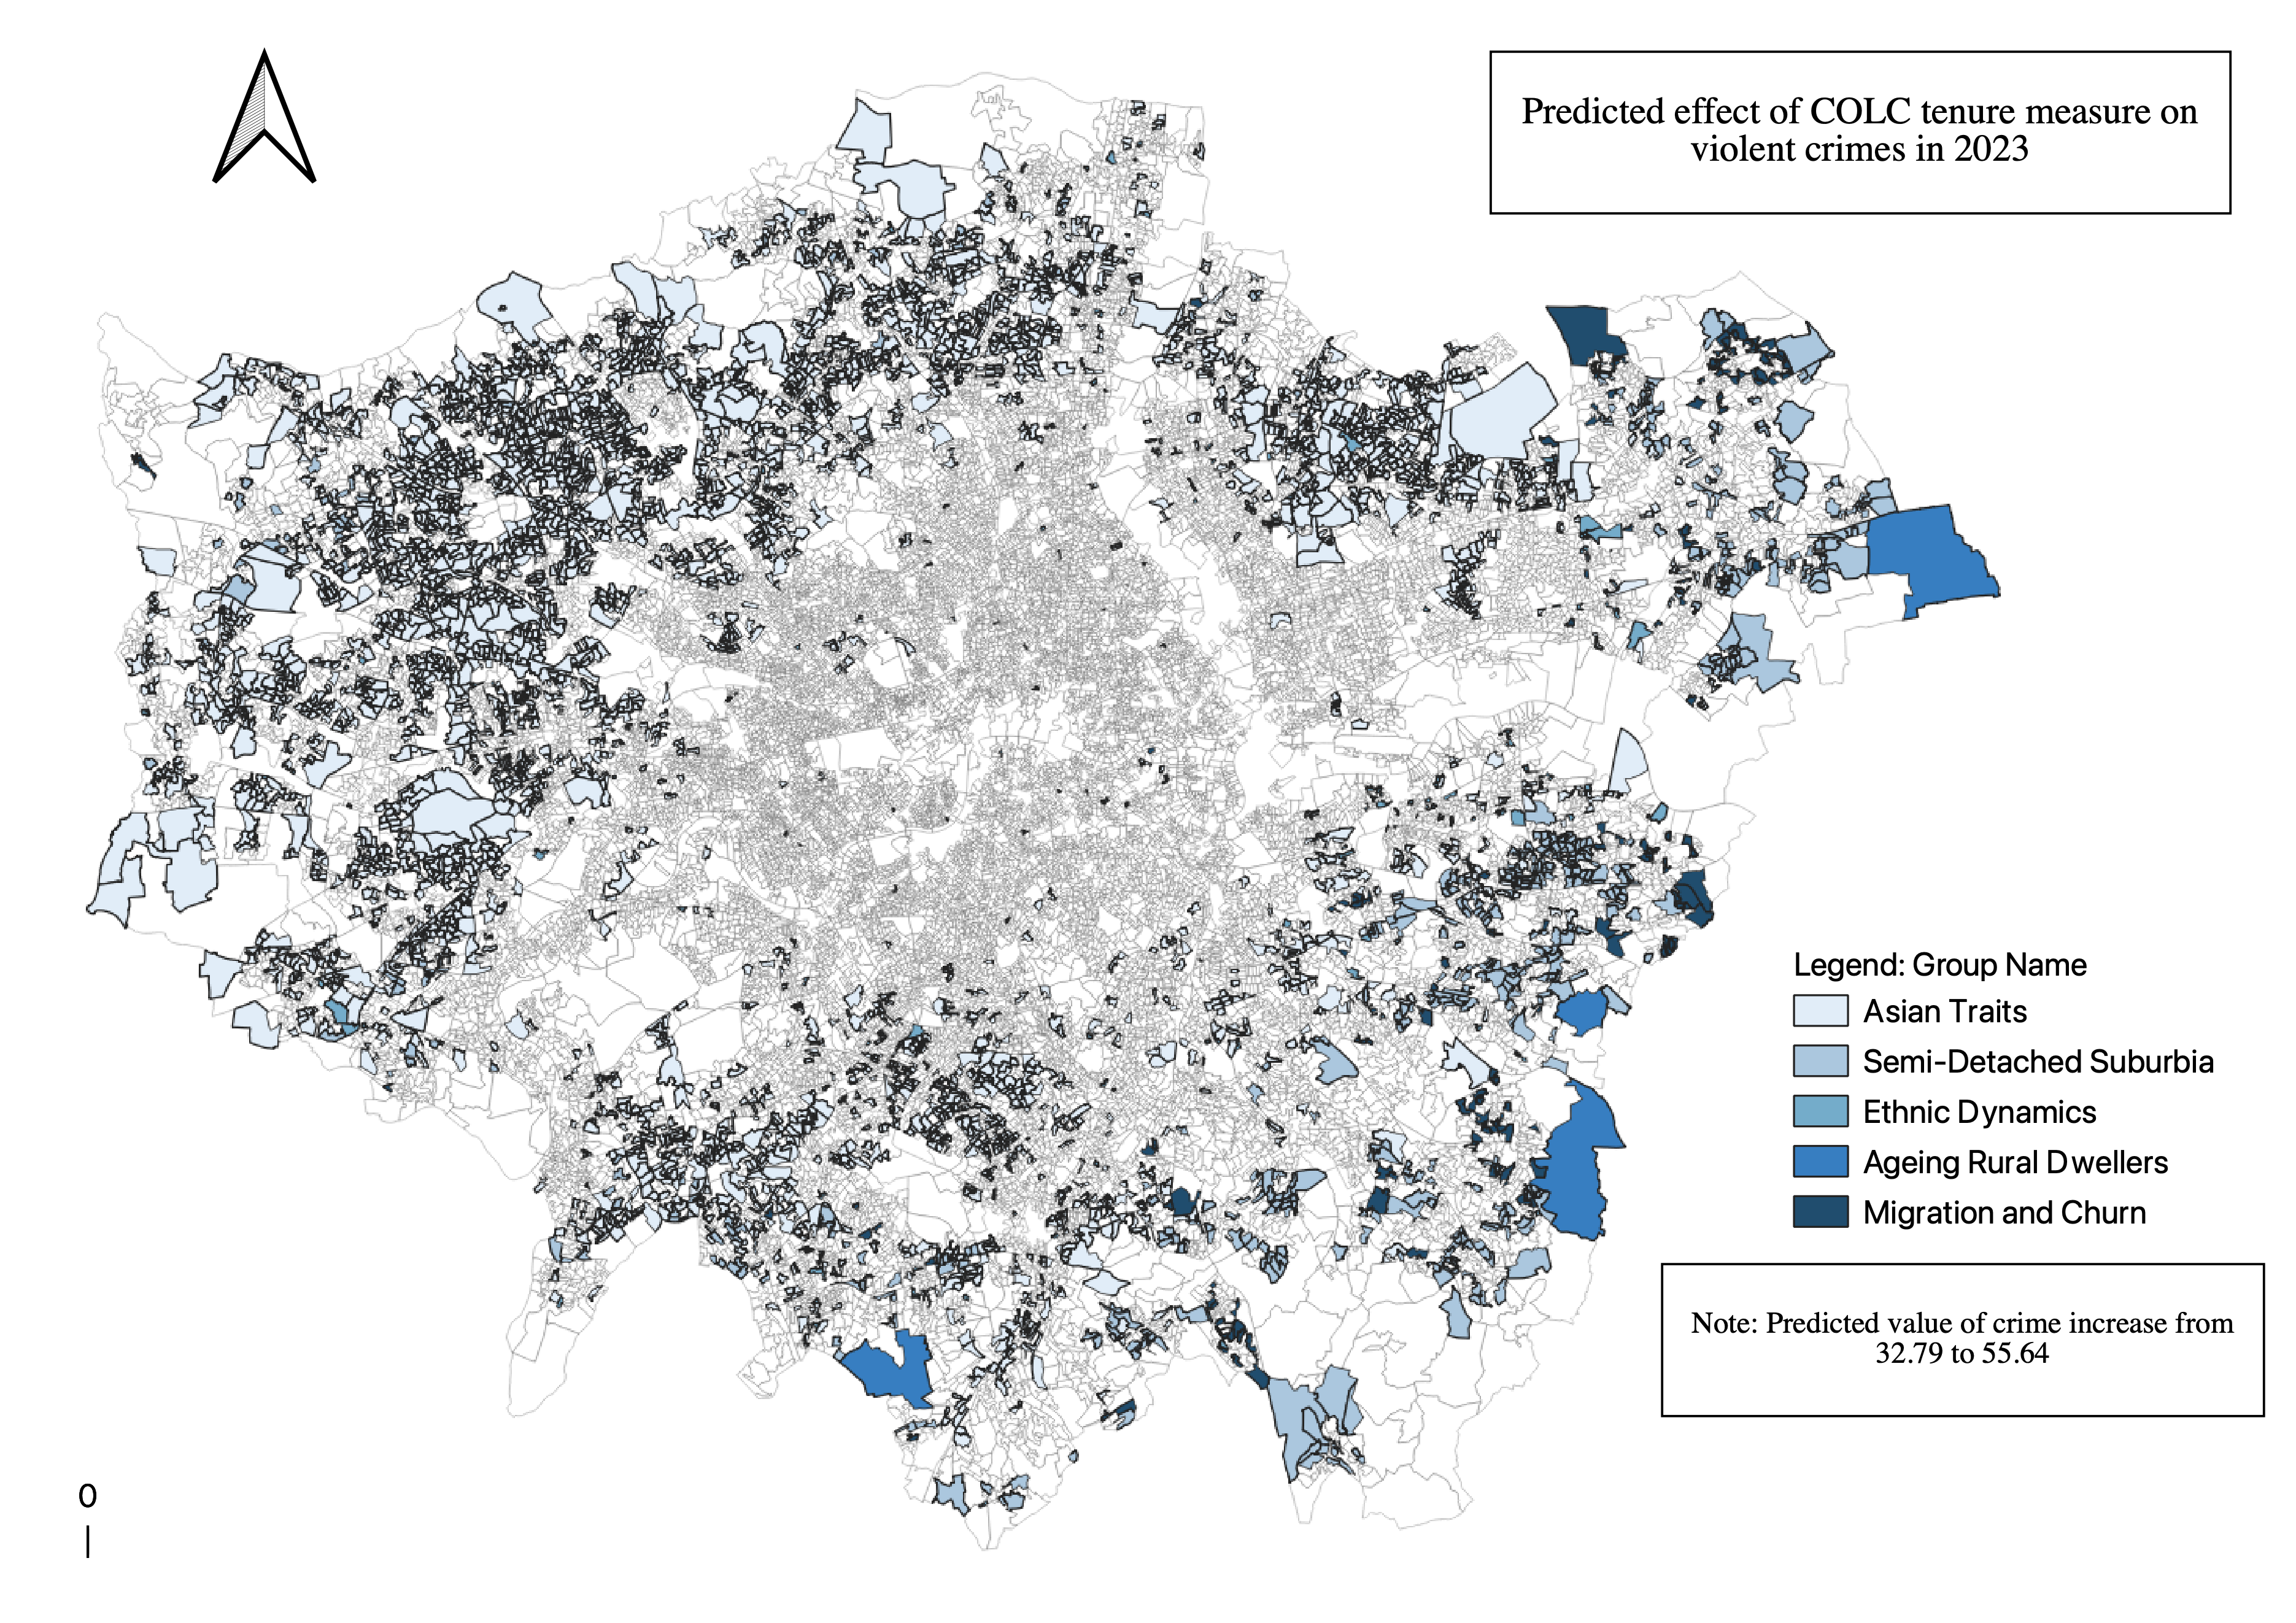 Predicted effect of COLC tenure measure on
violent crimes in 2023
Legend: Group Name
Asian Traits
Semi-Detached Suburbia
Ethnic Dynamics
Ageing Rural Dwellers
Migration and Churn
Note: Predicted value of crime increase from
32.79 to 55.64
0